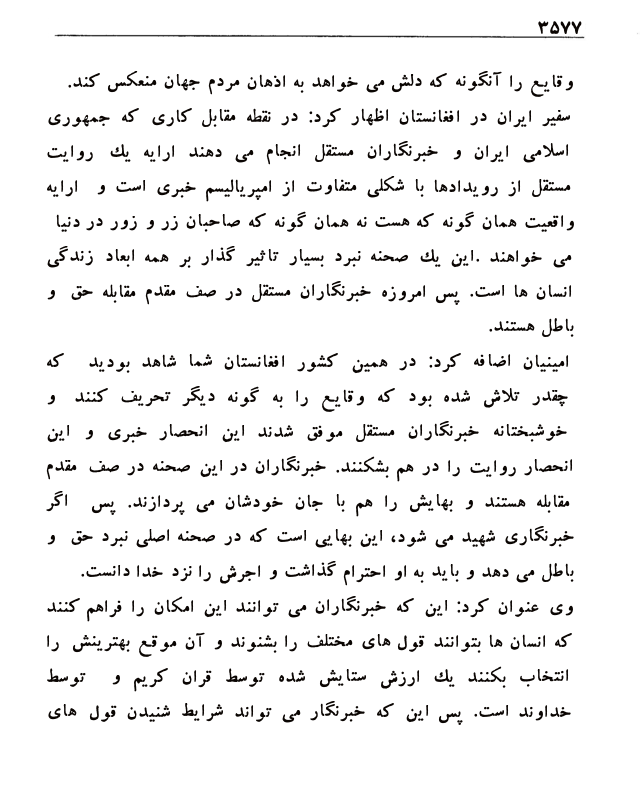 ۳۵۷۷
وقایع را آنگونه که دلش می خواهد به اذهان مردم جهان منعکس کند.
سفیر ایران در افغانستان اظهار کرد: در نقطه مقابل کاری که جمهوری
اسلامی ایران و خبرنگاران مستقل انجام می دهند ارایه یك روایت
مستقل از رویدادها با شکلی متفاوت از امپریالیسم خبری است و ارایه
واقعیت همان گونه که هست نه همان گونه که صاحبان زر و زور در دنیا
می خواهند .این یك صحنه نبرد بسیار تاثیر گذار بر همه ابعاد زندگی
انسان ها است. پس امروزه خبرنگاران مستقل در صف مقدم مقابله حق و
باطل هستند.
امینیان اضافه کرد: در همین کشور افغانستان شما شاهد بودید که
چقدر تلاش شده بود که وقایع را به گونه دیگر تحریف کنند و
خوشبختانه خبرنگاران مستقل موفق شدند این انحصار خبری و این
انحصار روایت را در هم بشکنند. خبرنگاران در این صحنه در صف مقدم
مقابله هستند و بهایش را هم با جان خودشان می پردازند. پس اگر
خبرنگاری شهید می شود، این بهایی است که در صحنه اصلی نبرد حق و
باطل می دهد و باید به او احترام گذاشت و اجرش را نزد خدا دانست.
وی عنوان کرد: این که خبرنگاران می توانند این امکان را فراهم کنند
که انسان ها بتوانند قول های مختلف را بشنوند و آن موقع بهترینش را
انتخاب بکنند یك ارزش ستایش شده توسط قران کریم و توسط
خداوند است. پس این که خبرنگار می تواند شرایط شنیدن قول های